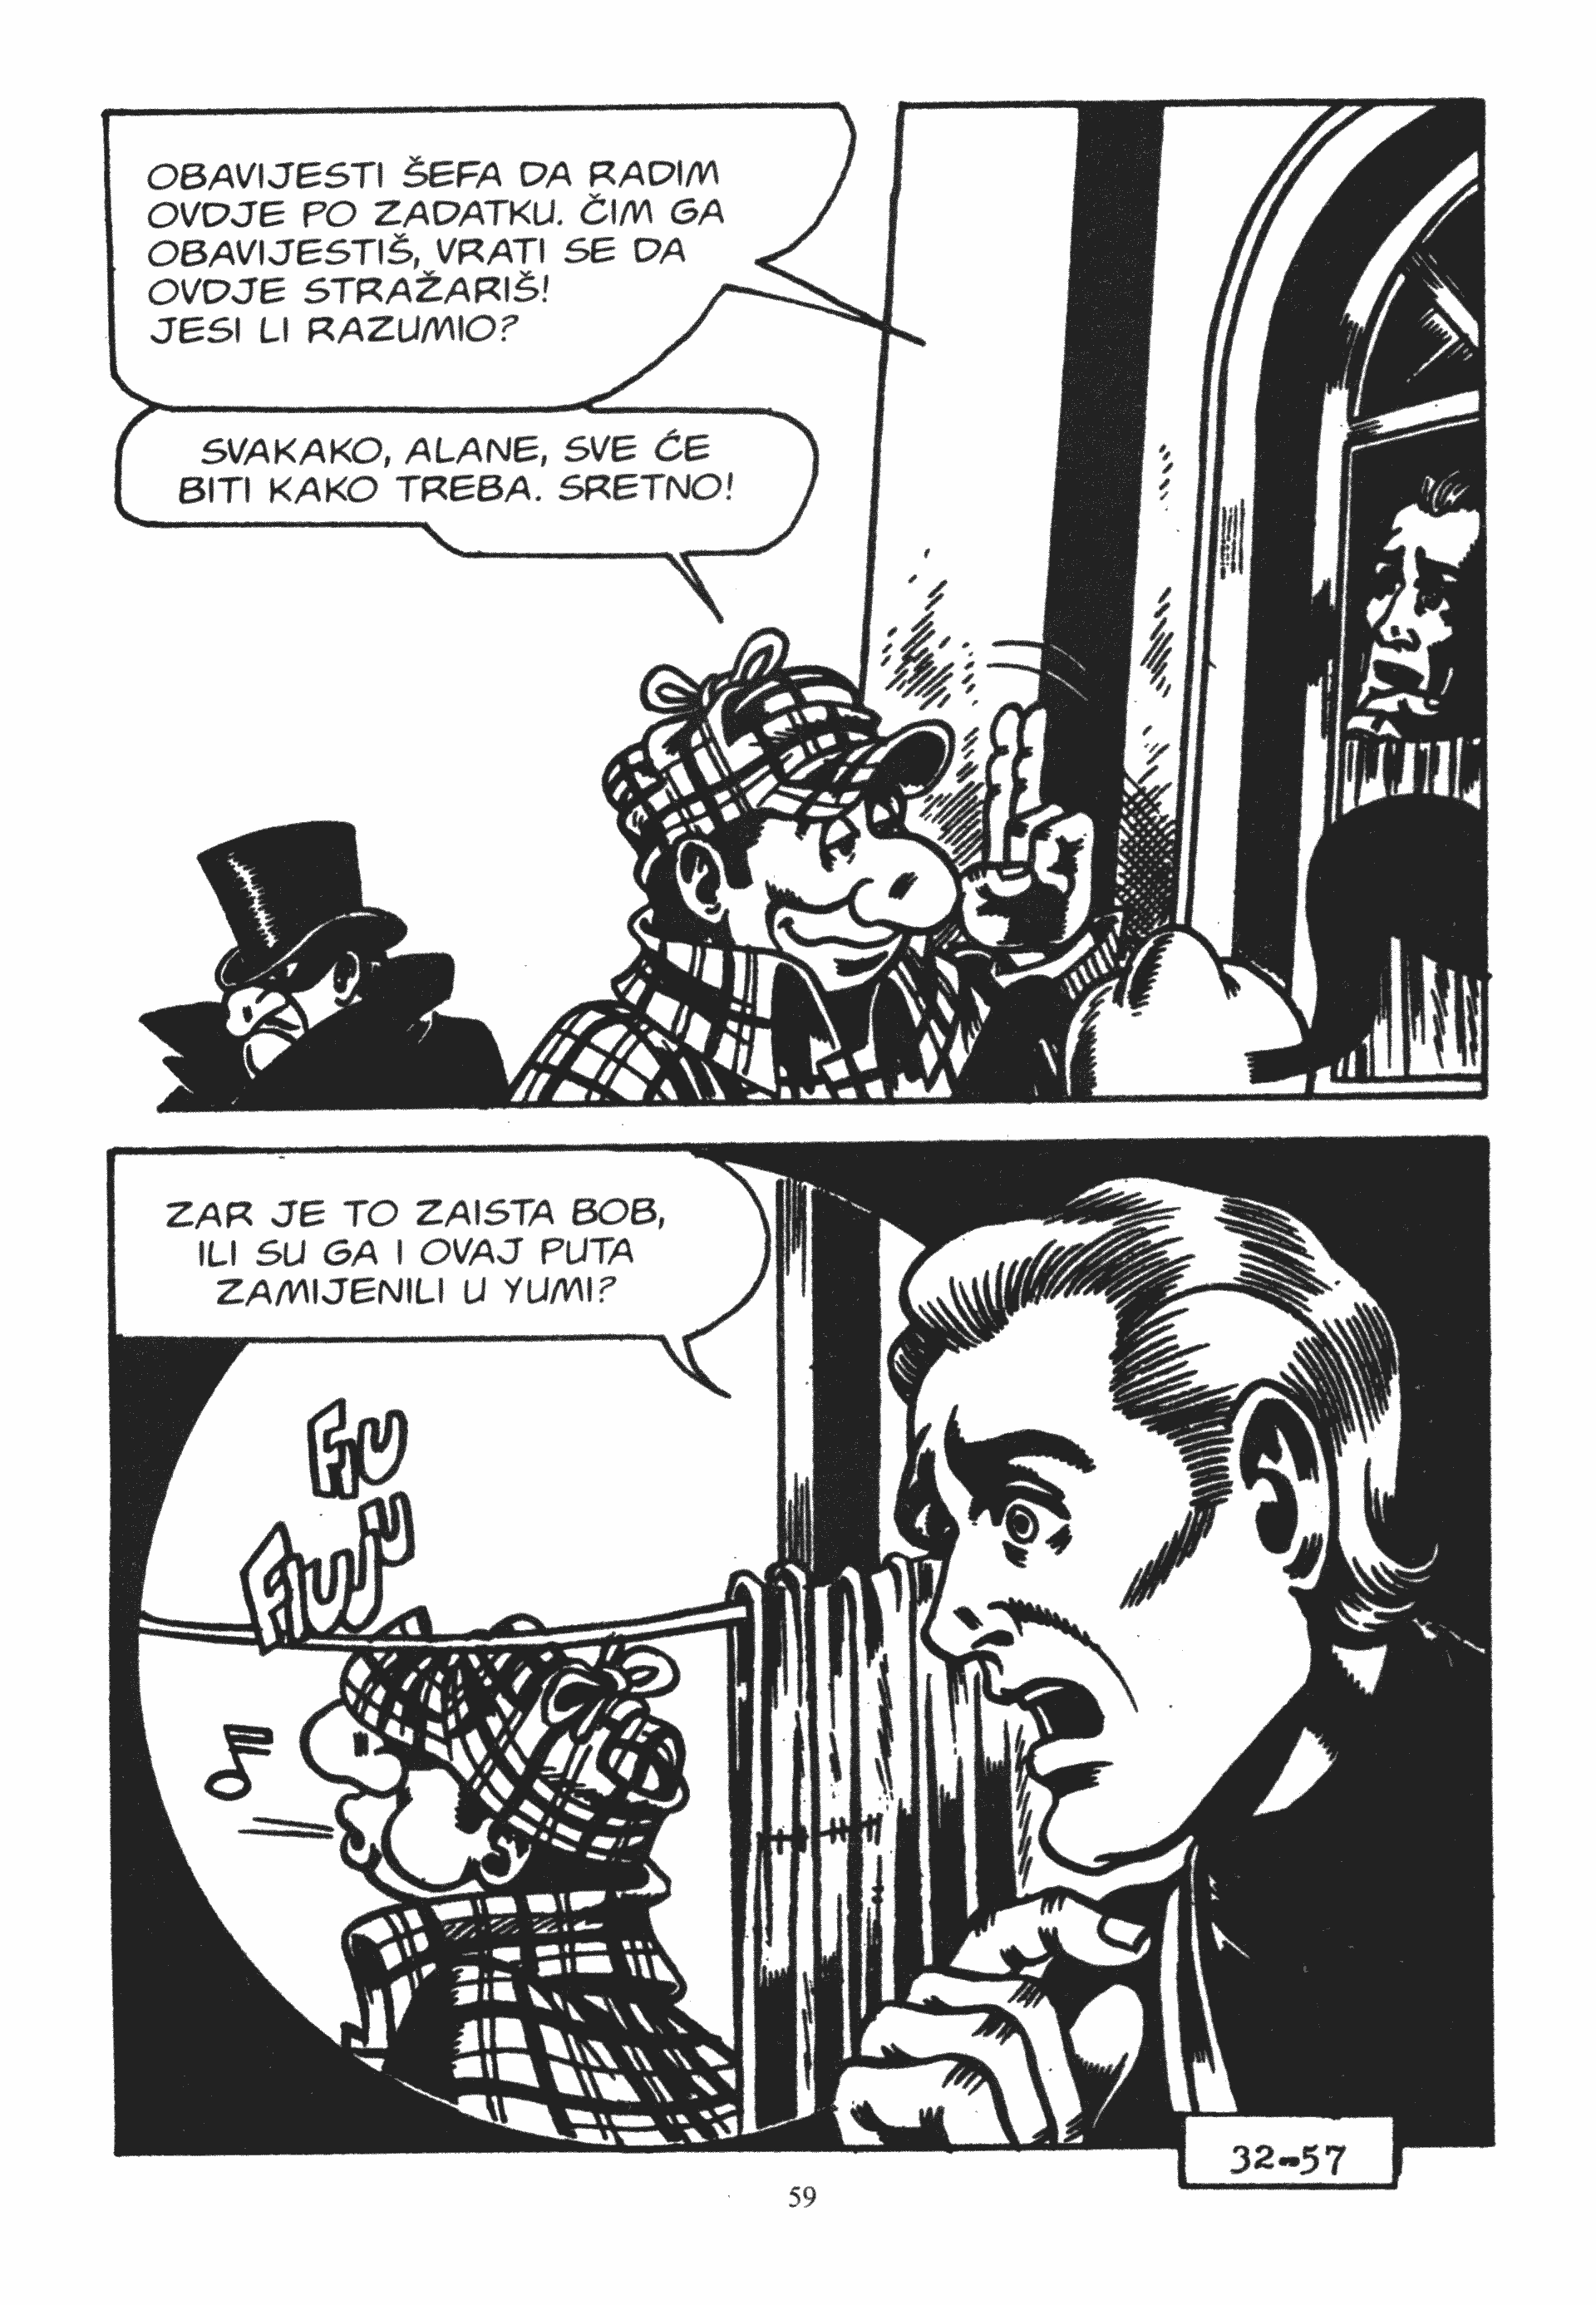 OBAVIJESTI ŠEFA DA RADIM
OVDJE PO ZADATKU. ČIM GA
OBAVIJESTIŠ, VRATI SE DA
OVDJE STRAŽARIŠ!
JESI LI RAZUMIO?
SVAKAKO, ALANE, SVE ĆE
BITI KAKO TREBA. SRETNO!
ZAR JE TO ZAISTA BOB,
ILI SU GA I OVAJ PUTA
ZAMIJENILI U YUMI?
FIU
FIUJU
32-57
59